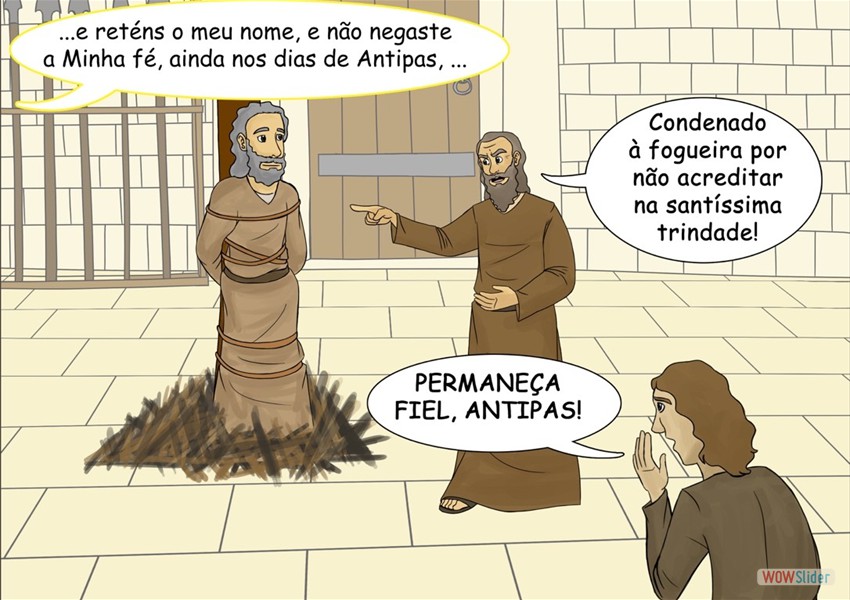 ...e reténs o meu nome, e não negaste
a Minha fé, ainda nos dias de Antipas, ...
Condenado
à fogueira por
não acreditar
na santíssima
trindade!
PERMANEÇA
FIEL, ANTIPAS!
WOWSlider